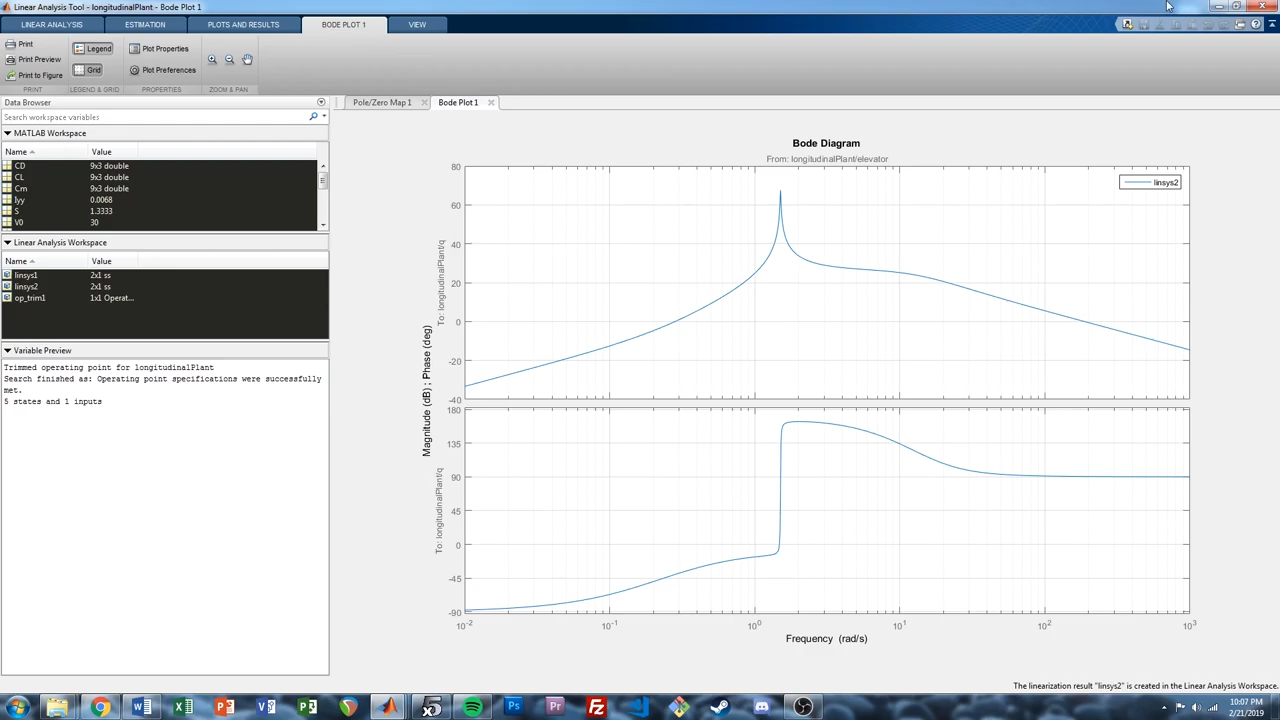 Linear Analysis Tool - longitudinalPlant - Bode Plot 1
LINEAR ANALYSIS
ESTIMATION
PLOTS AND RESULTS
BODE PLOT 1
VIEW
Print
Print Preview
Print to Figure
Legend
Grid
Plot Properties
Plot Preferences
PRINT
LEGEND & GRID
PROPERTIES
ZOOM & PAN
Data Browser
Search workspace variables
MATLAB Workspace
Name Value
CD 9x3 double
CL 9x3 double
Cm 9x3 double
Iyy 0.0068
S 1.3333
V0 30
Linear Analysis Workspace
Name Value
linsys1 2x1 ss
linsys2 2x1 ss
op_trim1 1x1 Operat...
Variable Preview
Trimmed operating point for longitudinalPlant
Search finished as: Operating point specifications were successfully
met.
5 states and 1 inputs
Pole/Zero Map 1
Bode Plot 1
Bode Diagram
From: longitudinalPlant/elevator
linsys2
Magnitude (dB) ; Phase (deg)
To: longitudinalPlant/q
80
60
40
20
0
-20
-40
To: longitudinalPlant/q
180
135
90
45
0
-45
-90
10-2
10-1
100
101
102
103
Frequency (rad/s)
The linearization result "linsys2" is created in the Linear Analysis Workspace.
10:07 PM
2/21/2019